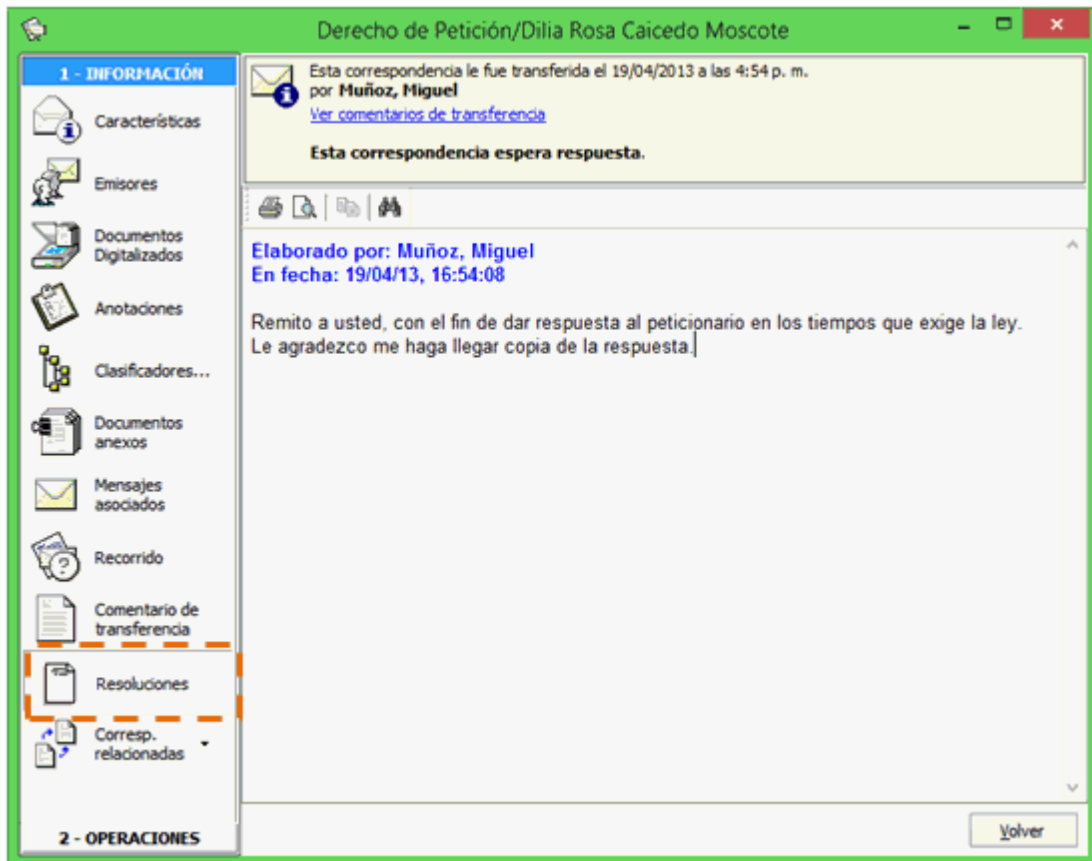 Derecho de Petición/Dilia Rosa Caicedo Moscote
1 - INFORMACIÓN
Características
Emisores
Documentos
Digitalizados
Anotaciones
Clasificadores...
Documentos
anexos
Mensajes
asociados
Recorrido
Comentario de
transferencia
Resoluciones
Corresp.
relacionadas
2 - OPERACIONES
Esta correspondencia le fue transferida el 19/04/2013 a las 4:54 p. m.
por Muñoz, Miguel
Ver comentarios de transferencia
Esta correspondencia espera respuesta.
Elaborado por: Muñoz, Miguel
En fecha: 19/04/13, 16:54:08
Remito a usted, con el fin de dar respuesta al peticionario en los tiempos que exige la ley.
Le agradezco me haga llegar copia de la respuesta.
Volver